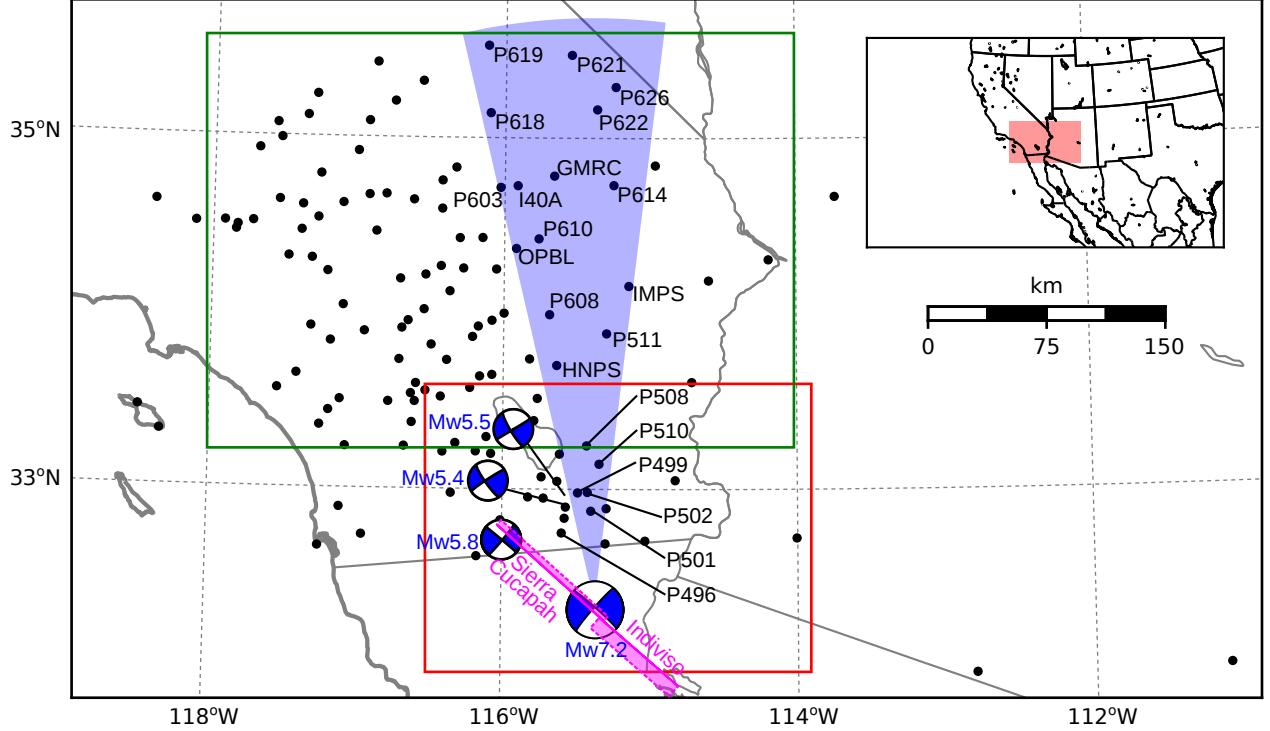 P619
P621
P626
P618
P622
35°N
GMRC
P603
I40A
P614
P610
OPBL
IMPS
P608
km
P511
0
75
150
HNPS
P508
Mw5.5
P510
P499
Mw5.4
33°N
P502
Mw5.8
P501
Sierra
Cucapah
P496
Indiviso
Mw7.2
118°W
116°W
114°W
112°W